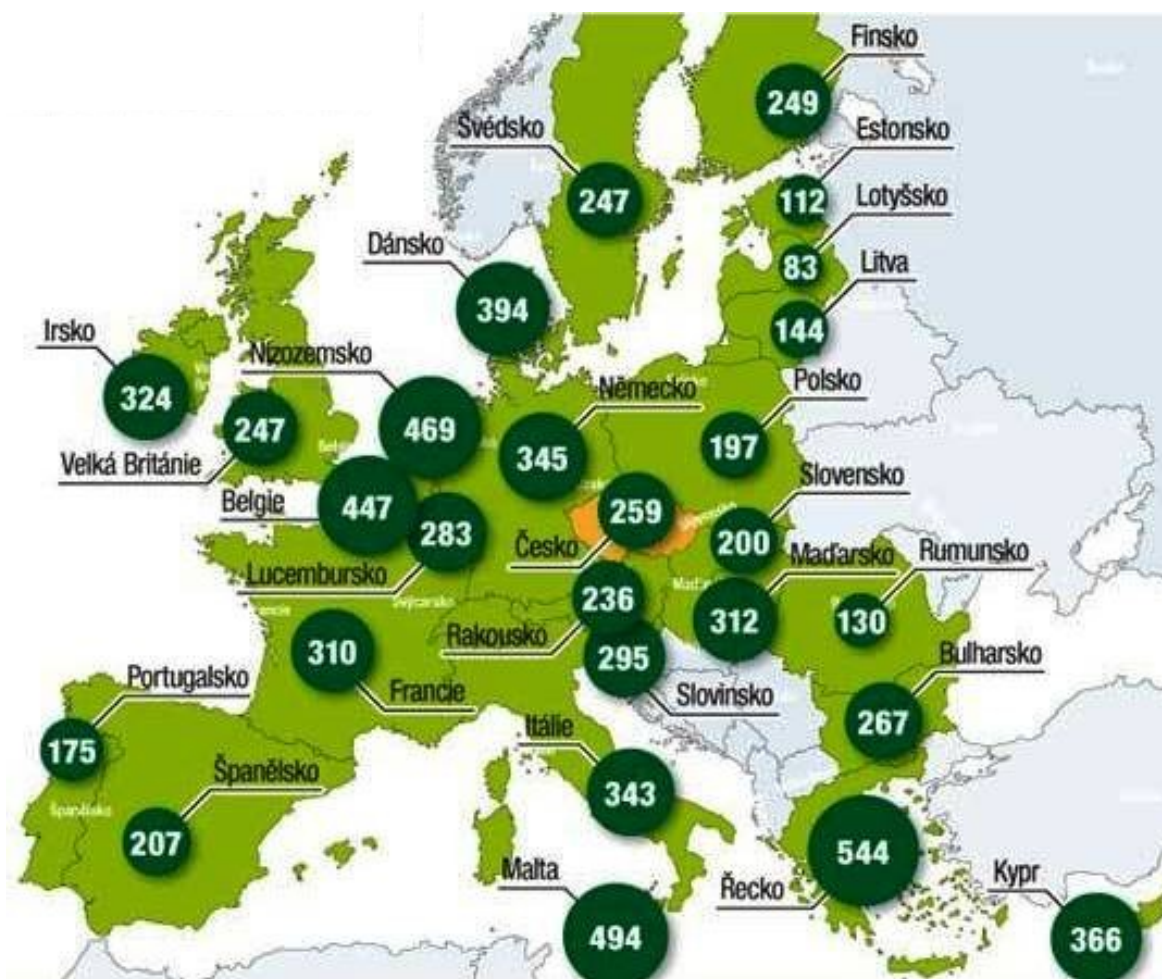 Finsko
249
Švédsko
247
Estonsko
112
Lotyšsko
83
Dánsko
394
Litva
144
Irsko
324
Nizozemsko
469
Velká Británie
247
Německo
345
Polsko
197
Belgie
447
Lucembursko
283
Česko
259
Slovensko
200
Maďarsko
312
Rumunsko
130
Rakousko
236
Slovinsko
295
Francie
310
Bulharsko
267
Portugalsko
175
Španělsko
207
Španělsko
Švýcarsko
Itálie
343
Malta
494
Řecko
544
Kypr
366